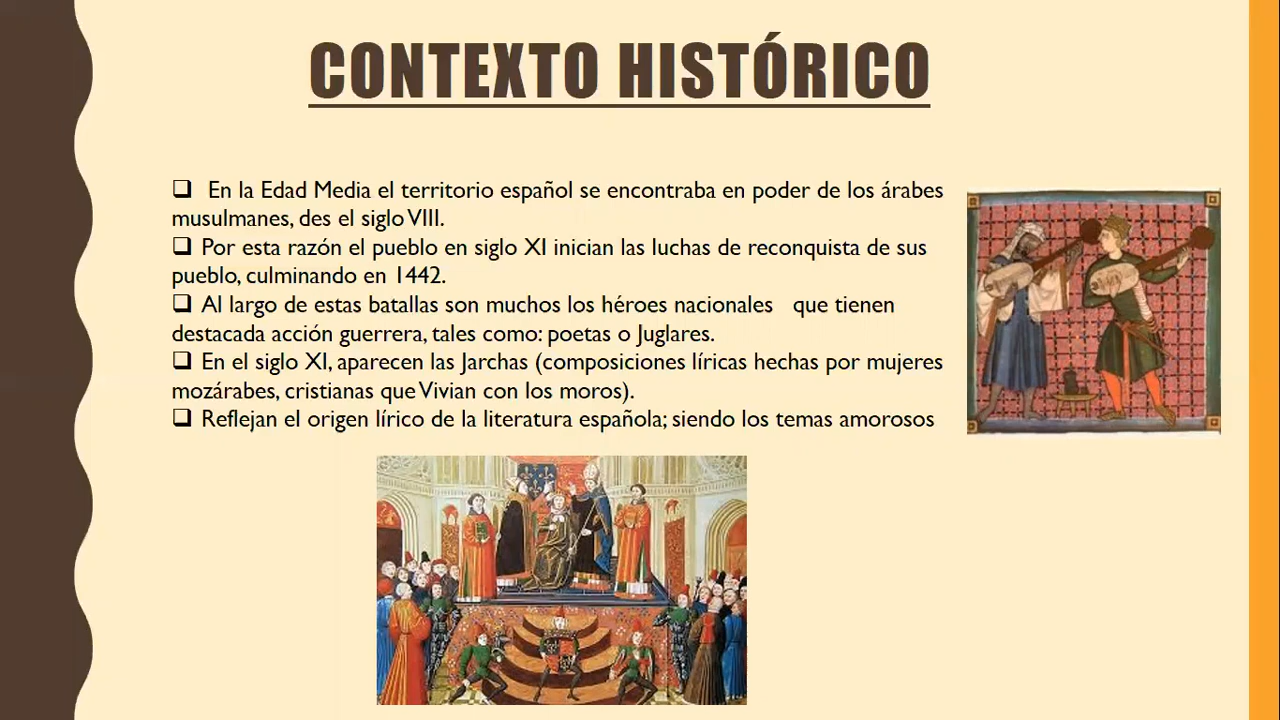 CONTEXTO HISTÓRICO
❑ En la Edad Media el territorio español se encontraba en poder de los árabes
musulmanes, des el siglo VIII.
❑ Por esta razón el pueblo en siglo XI inician las luchas de reconquista de sus
pueblo, culminando en 1442.
❑ Al largo de estas batallas son muchos los héroes nacionales que tienen
destacada acción guerrera, tales como: poetas o Juglares.
❑ En el siglo XI, aparecen las Jarchas (composiciones líricas hechas por mujeres
mozárabes, cristianas que Vivian con los moros).
❑ Reflejan el origen lírico de la literatura española; siendo los temas amorosos